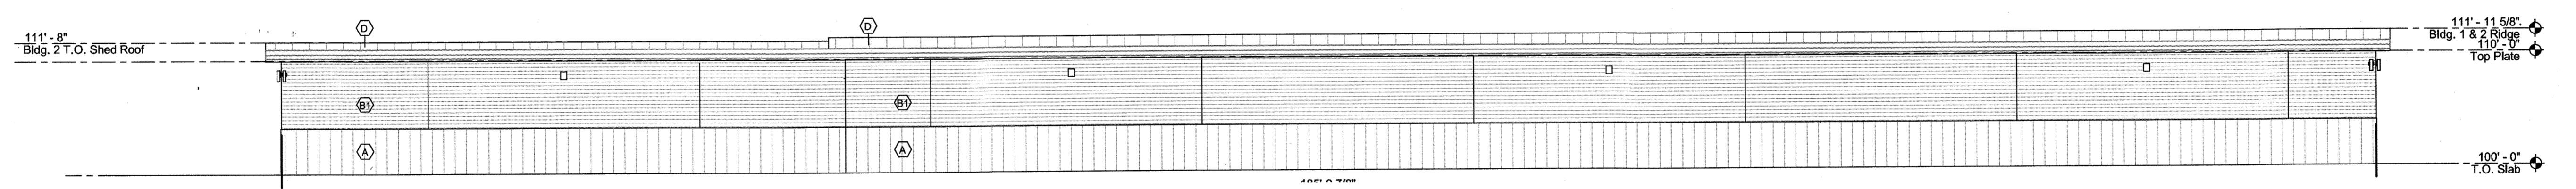 D
D
111' - 8"
Bldg. 2 T.O. Shed Roof
111' - 11 5/8".
Bldg. 1 & 2 Ridge
110' - 0"
Top Plate
B1
B1
A
A
100' - 0"
T.O. Slab